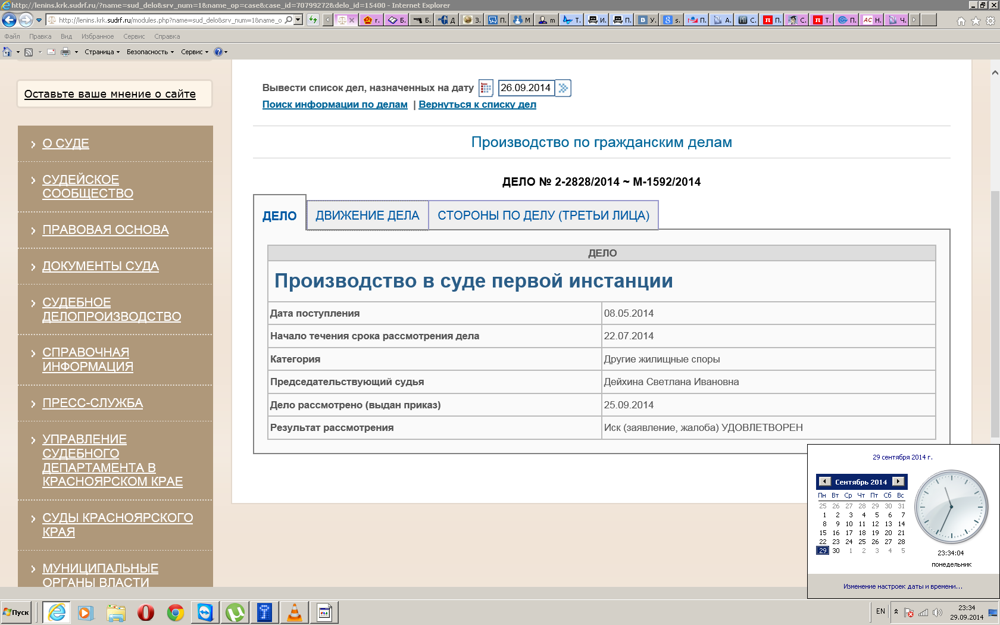 http://lenins.krk.sudrf.ru/?name=sud_delo&srv_num=1&name_op=case&case_id=70799272&delo_id=15400 - Internet Explorer
http://lenins.krk.sudrf.ru/modules.php?name=sud_delo&srv_num=1&name_o
г. Б. Б. Д З. П. М m Т. И. П. У. s. П. А. С. П. С. Т. П. Н. Ч.
Файл Правка Вид Избранное Сервис Справка
Страница Безопасность Сервис
Оставьте ваше мнение о сайте
О СУДЕ
СУДЕЙСКОЕ
СООБЩЕСТВО
ПРАВОВАЯ ОСНОВА
ДОКУМЕНТЫ СУДА
СУДЕБНОЕ
ДЕЛОПРОИЗВОДСТВО
СПРАВОЧНАЯ
ИНФОРМАЦИЯ
ПРЕСС-СЛУЖБА
УПРАВЛЕНИЕ
СУДЕБНОГО
ДЕПАРТАМЕНТА В
КРАСНОЯРСКОМ КРАЕ
СУДЫ КРАСНОЯРСКОГО
КРАЯ
МУНИЦИПАЛЬНЫЕ
ОРГАНЫ ВЛАСТИ
Вывести список дел, назначенных на дату 26.09.2014
Поиск информации по делам | Вернуться к списку дел
Производство по гражданским делам
ДЕЛО № 2-2828/2014 ~ М-1592/2014
ДЕЛО ДВИЖЕНИЕ ДЕЛА СТОРОНЫ ПО ДЕЛУ (ТРЕТЬИ ЛИЦА)
ДЕЛО
Производство в суде первой инстанции
Дата поступления 08.05.2014
Начало течения срока рассмотрения дела 22.07.2014
Категория Другие жилищные споры
Председательствующий судья Дейхина Светлана Ивановна
Дело рассмотрено (выдан приказ) 25.09.2014
Результат рассмотрения Иск (заявление, жалоба) УДОВЛЕТВОРЕН
29 сентября 2014 г.
Сентябрь 2014
Пн Вт Ср Чт Пт Сб Вс
25 26 27 28 29 30 31
1 2 3 4 5 6 7
8 9 10 11 12 13 14
15 16 17 18 19 20 21
22 23 24 25 26 27 28
29 30 1 2 3 4 5
23:34:04
понедельник
Изменение настроек даты и времени...
Пуск
EN
23:34
29.09.2014